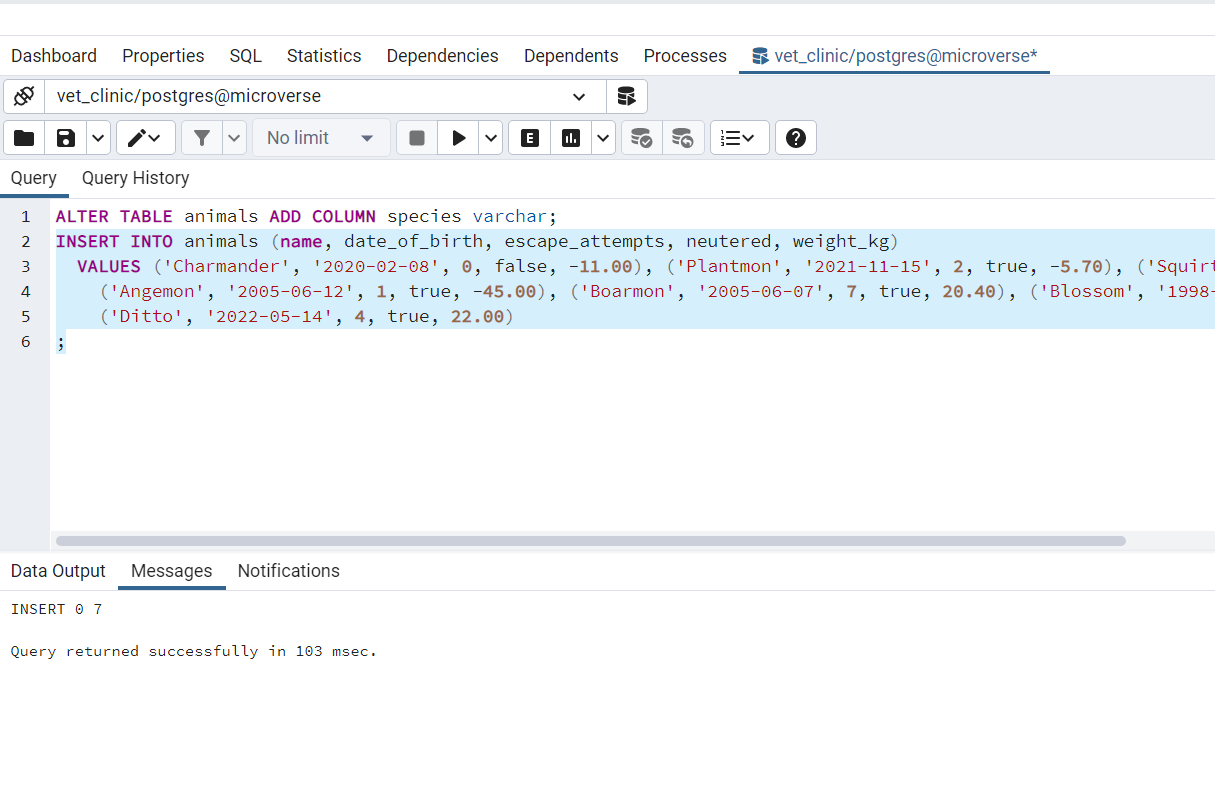 Dashboard Properties SQL Statistics Dependencies Dependents Processes vet_clinic/postgres@microverse*
vet_clinic/postgres@microverse
No limit E
Query Query History
1 ALTER TABLE animals ADD COLUMN species varchar;
2 INSERT INTO animals (name, date_of_birth, escape_attempts, neutered, weight_kg)
3 VALUES ('Charmander', '2020-02-08', 0, false, -11.00), ('Plantmon', '2021-11-15', 2, true, -5.70), ('Squirt
4 ('Angemon', '2005-06-12', 1, true, -45.00), ('Boarmon', '2005-06-07', 7, true, 20.40), ('Blossom', '1998-
5 ('Ditto', '2022-05-14', 4, true, 22.00)
6 ;
Data Output Messages Notifications
INSERT 0 7
Query returned successfully in 103 msec.